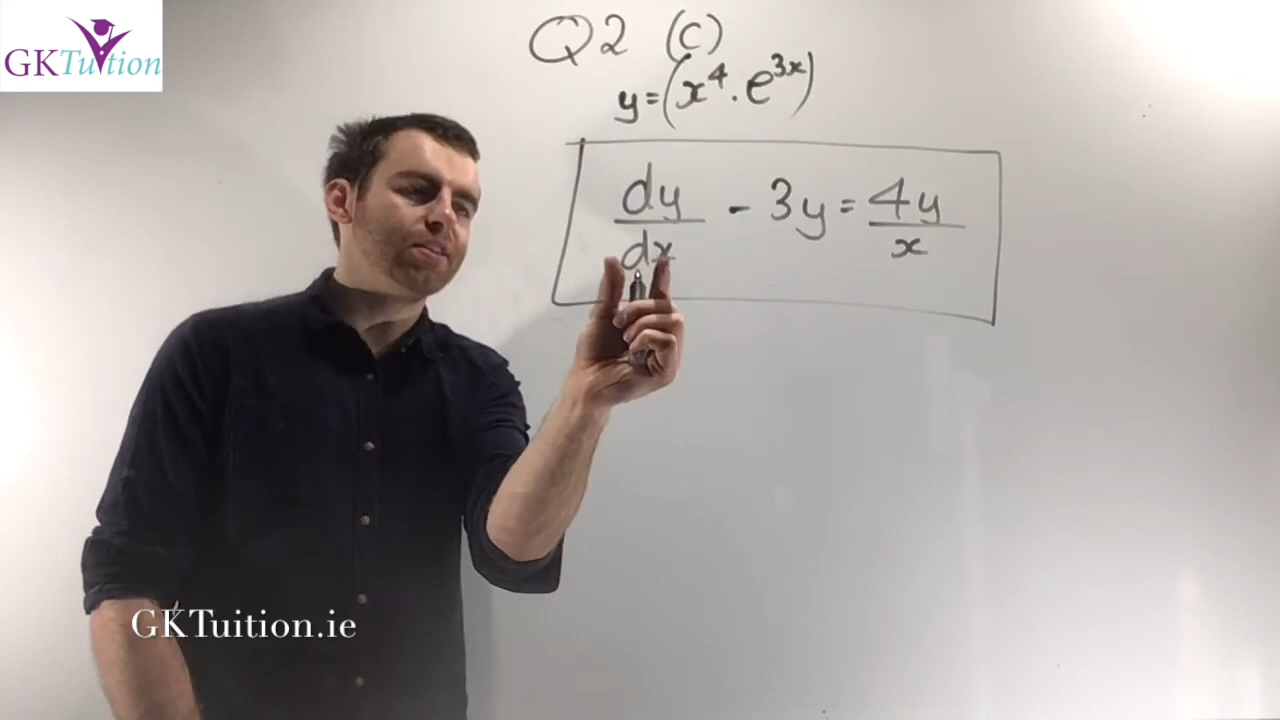 GKTuition
Q2 (c)
y=(x⁴.e³ˣ)
dy/dx - 3y = 4y/x
GKTuition.ie